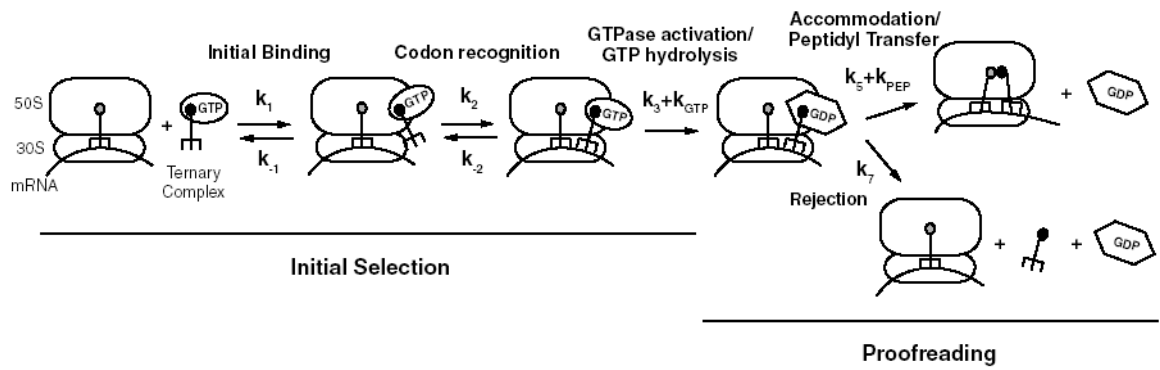 Initial Binding
Codon recognition
GTPase activation/
GTP hydrolysis
Accommodation/
Peptidyl Transfer
50S
30S
mRNA
+
GTP
Ternary
Complex
k1
k-1
GTP
k2
k-2
GTP
k3+kGTP
GDP
k5+kPEP
+
GDP
k7
Rejection
+
+
GDP
Initial Selection
Proofreading